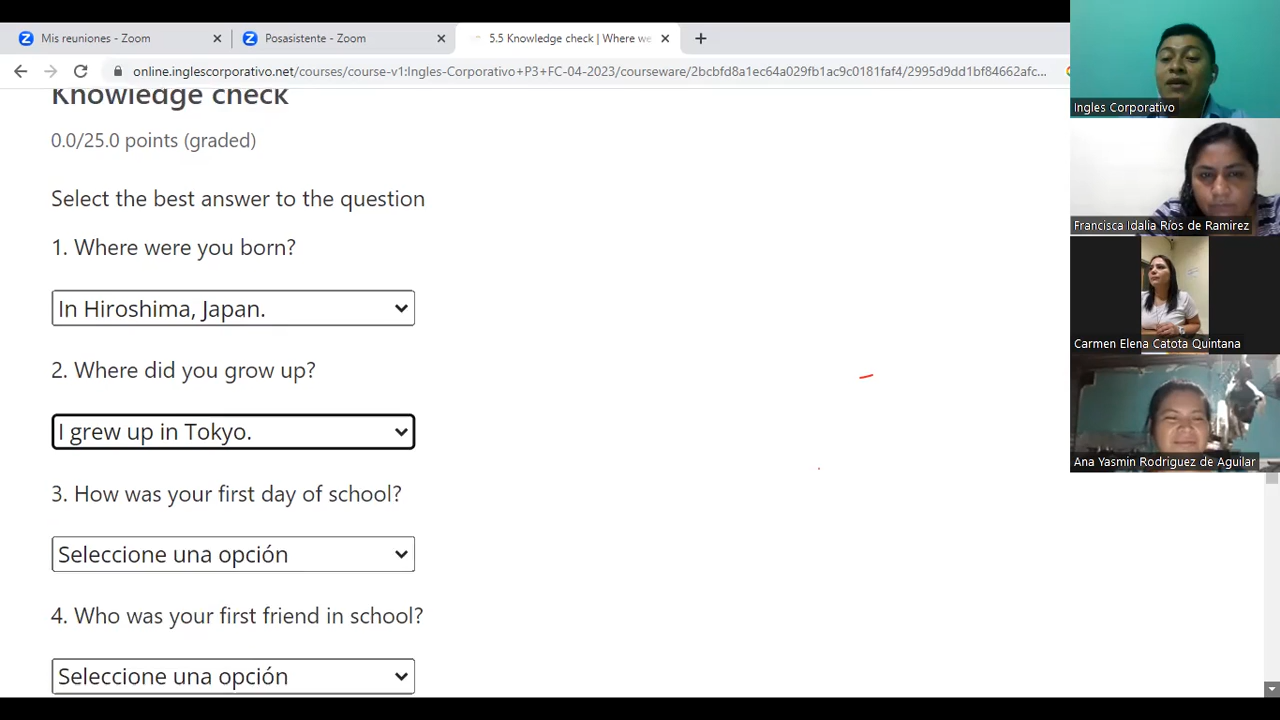 Mis reuniones - Zoom
Posasistente - Zoom
5.5 Knowledge check | Where we
online.inglescorporativo.net/courses/course-v1:Ingles-Corporativo+P3+FC-04-2023/courseware/2bcbfd8a1ec64a029fb1ac9c0181faf4/2995d9dd1bf84662afc...
Knowledge check
0.0/25.0 points (graded)
Select the best answer to the question
1. Where were you born?
In Hiroshima, Japan.
2. Where did you grow up?
I grew up in Tokyo.
3. How was your first day of school?
Seleccione una opción
4. Who was your first friend in school?
Seleccione una opción
Ingles Corporativo
Francisca Idalia Ríos de Ramirez
Carmen Elena Catota Quintana
Ana Yasmin Rodriguez de Aguilar